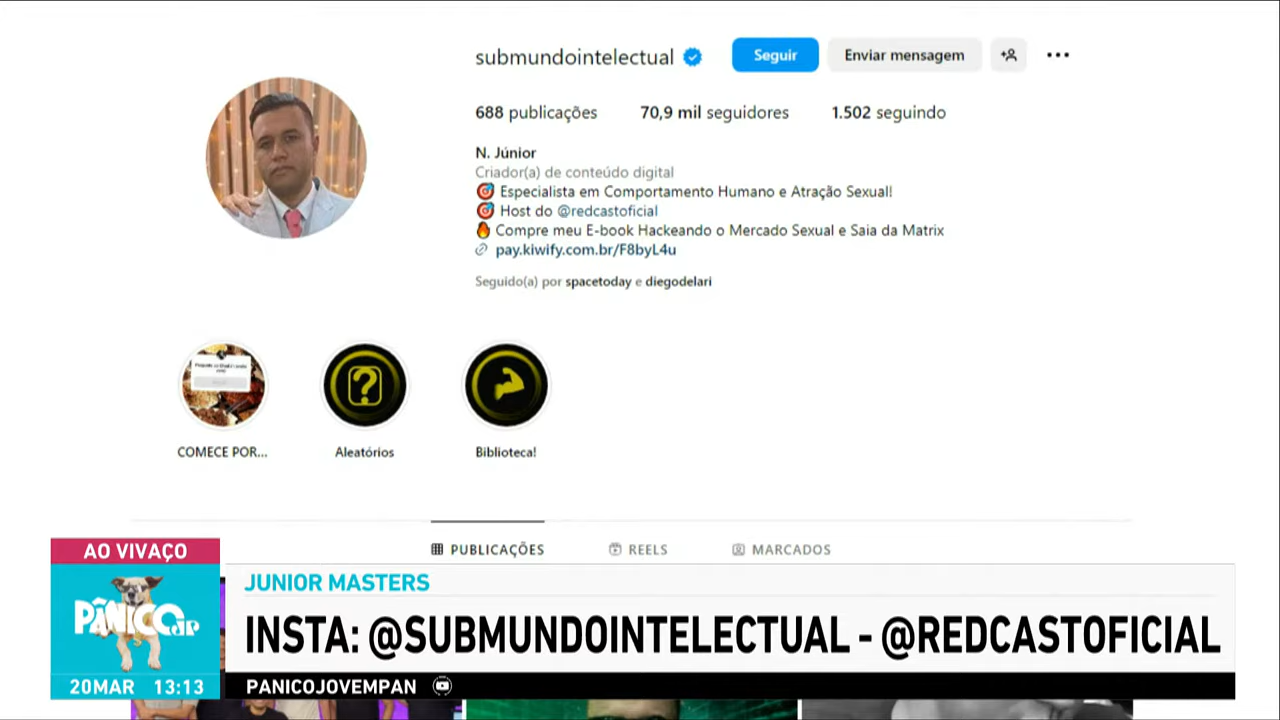 submundointelectual
Seguir
Enviar mensagem
688 publicações
70,9 mil seguidores
1.502 seguindo
N. Júnior
Criador(a) de conteúdo digital
🎯 Especialista em Comportamento Humano e Atração Sexual!
🎯 Host do @redcastoficial
🔥 Compre meu E-book Hackeando o Mercado Sexual e Saia da Matrix
pay.kiwify.com.br/F8byL4u
Seguido(a) por spacetoday e diegodelari
COMECE POR...
Aleatórios
Biblioteca!
PUBLICAÇÕES
REELS
MARCADOS
AO VIVAÇO
PÂNICO JP
20MAR 13:13
JUNIOR MASTERS
INSTA: @SUBMUNDOINTELECTUAL - @REDCASTOFICIAL
PANICOJOVEMPAN